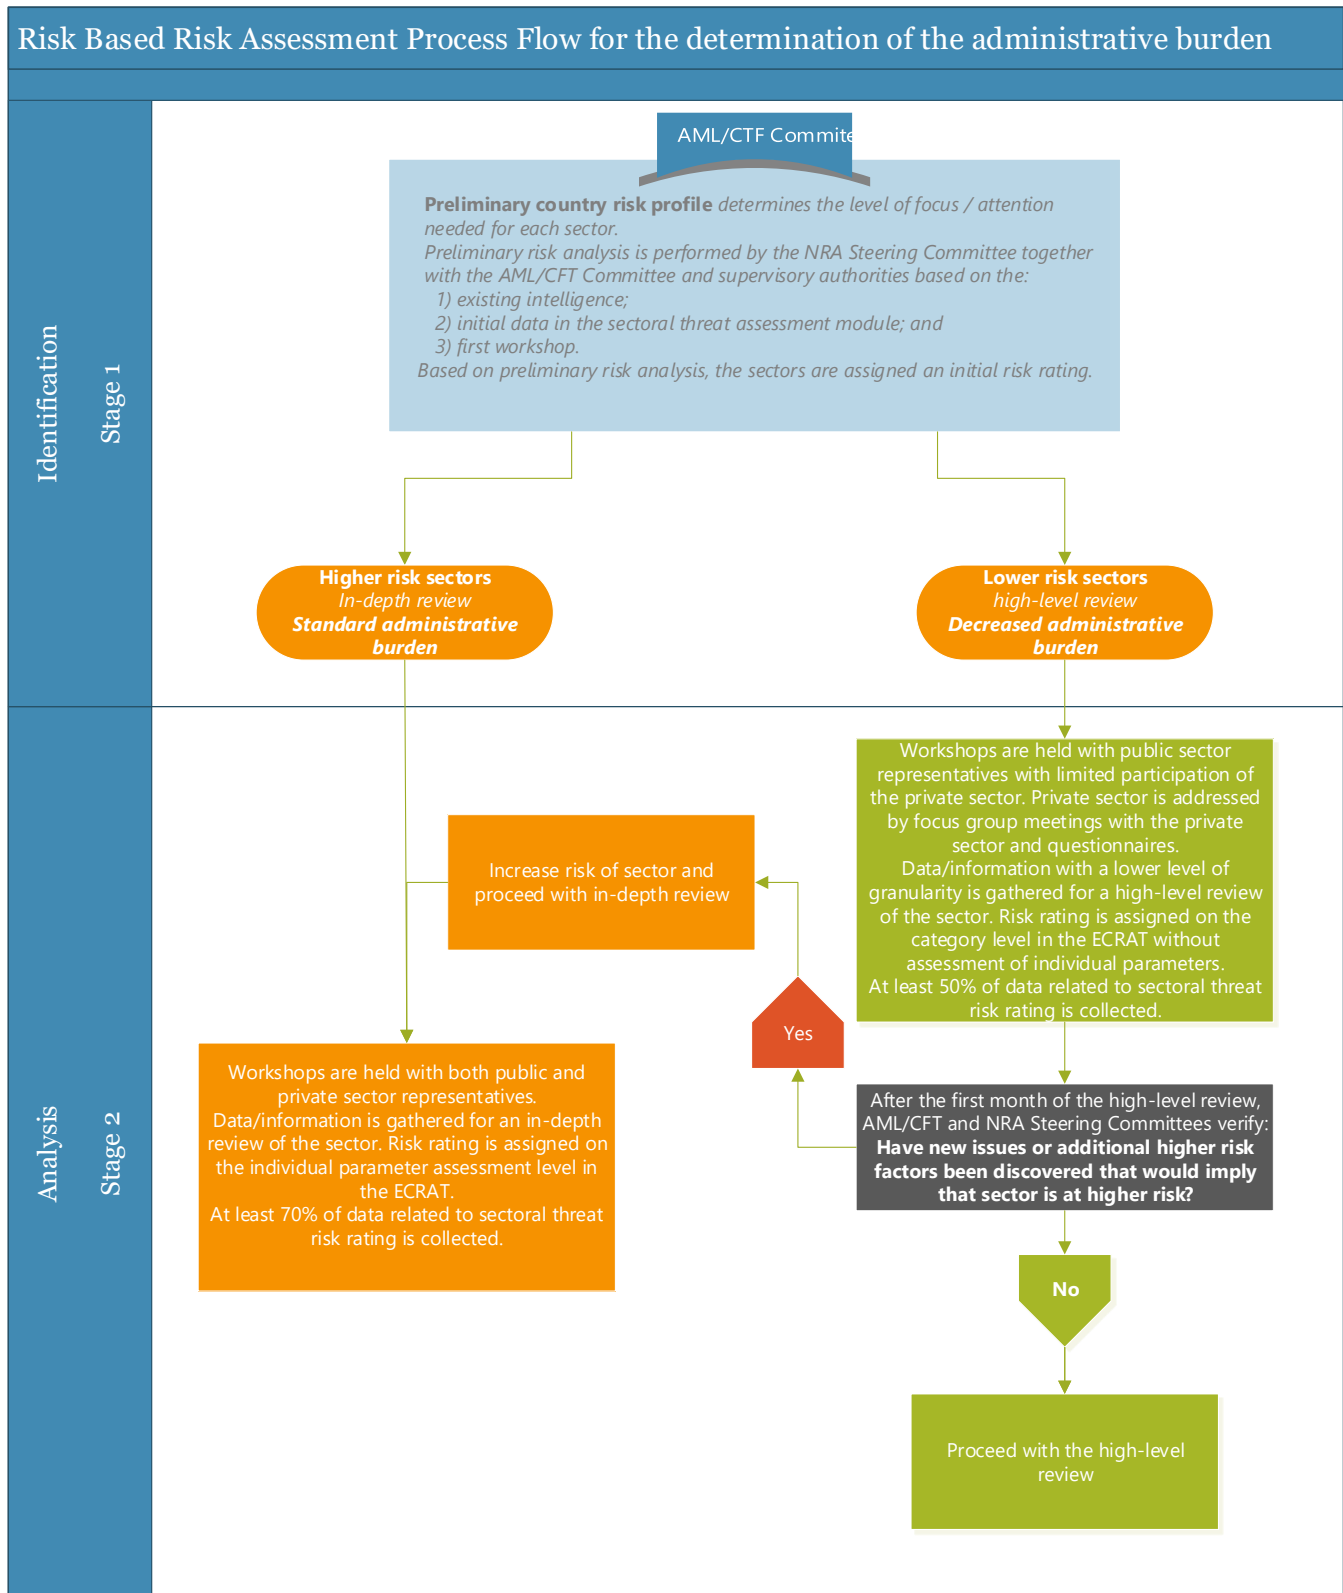 Risk Based Risk Assessment Process Flow for the determination of the administrative burden
Identification
Stage 1
AML/CTF Commite
Preliminary country risk profile determines the level of focus / attention
needed for each sector.
Preliminary risk analysis is performed by the NRA Steering Committee together
with the AML/CFT Committee and supervisory authorities based on the:
1) existing intelligence;
2) initial data in the sectoral threat assessment module; and
3) first workshop.
Based on preliminary risk analysis, the sectors are assigned an initial risk rating.
Higher risk sectors
In-depth review
Standard administrative
burden
Lower risk sectors
high-level review
Decreased administrative
burden
Analysis
Stage 2
Workshops are held with public sector
representatives with limited participation of
the private sector. Private sector is addressed
by focus group meetings with the private
sector and questionnaires.
Data/information with a lower level of
granularity is gathered for a high-level review
of the sector. Risk rating is assigned on the
category level in the ECRAT without
assessment of individual parameters.
At least 50% of data related to sectoral threat
risk rating is collected.
Increase risk of sector and
proceed with in-depth review
Yes
Workshops are held with both public and
private sector representatives.
Data/information is gathered for an in-depth
review of the sector. Risk rating is assigned on
the individual parameter assessment level in
the ECRAT.
At least 70% of data related to sectoral threat
risk rating is collected.
After the first month of the high-level review,
AML/CFT and NRA Steering Committees verify:
Have new issues or additional higher risk
factors been discovered that would imply
that sector is at higher risk?
No
Proceed with the high-level
review